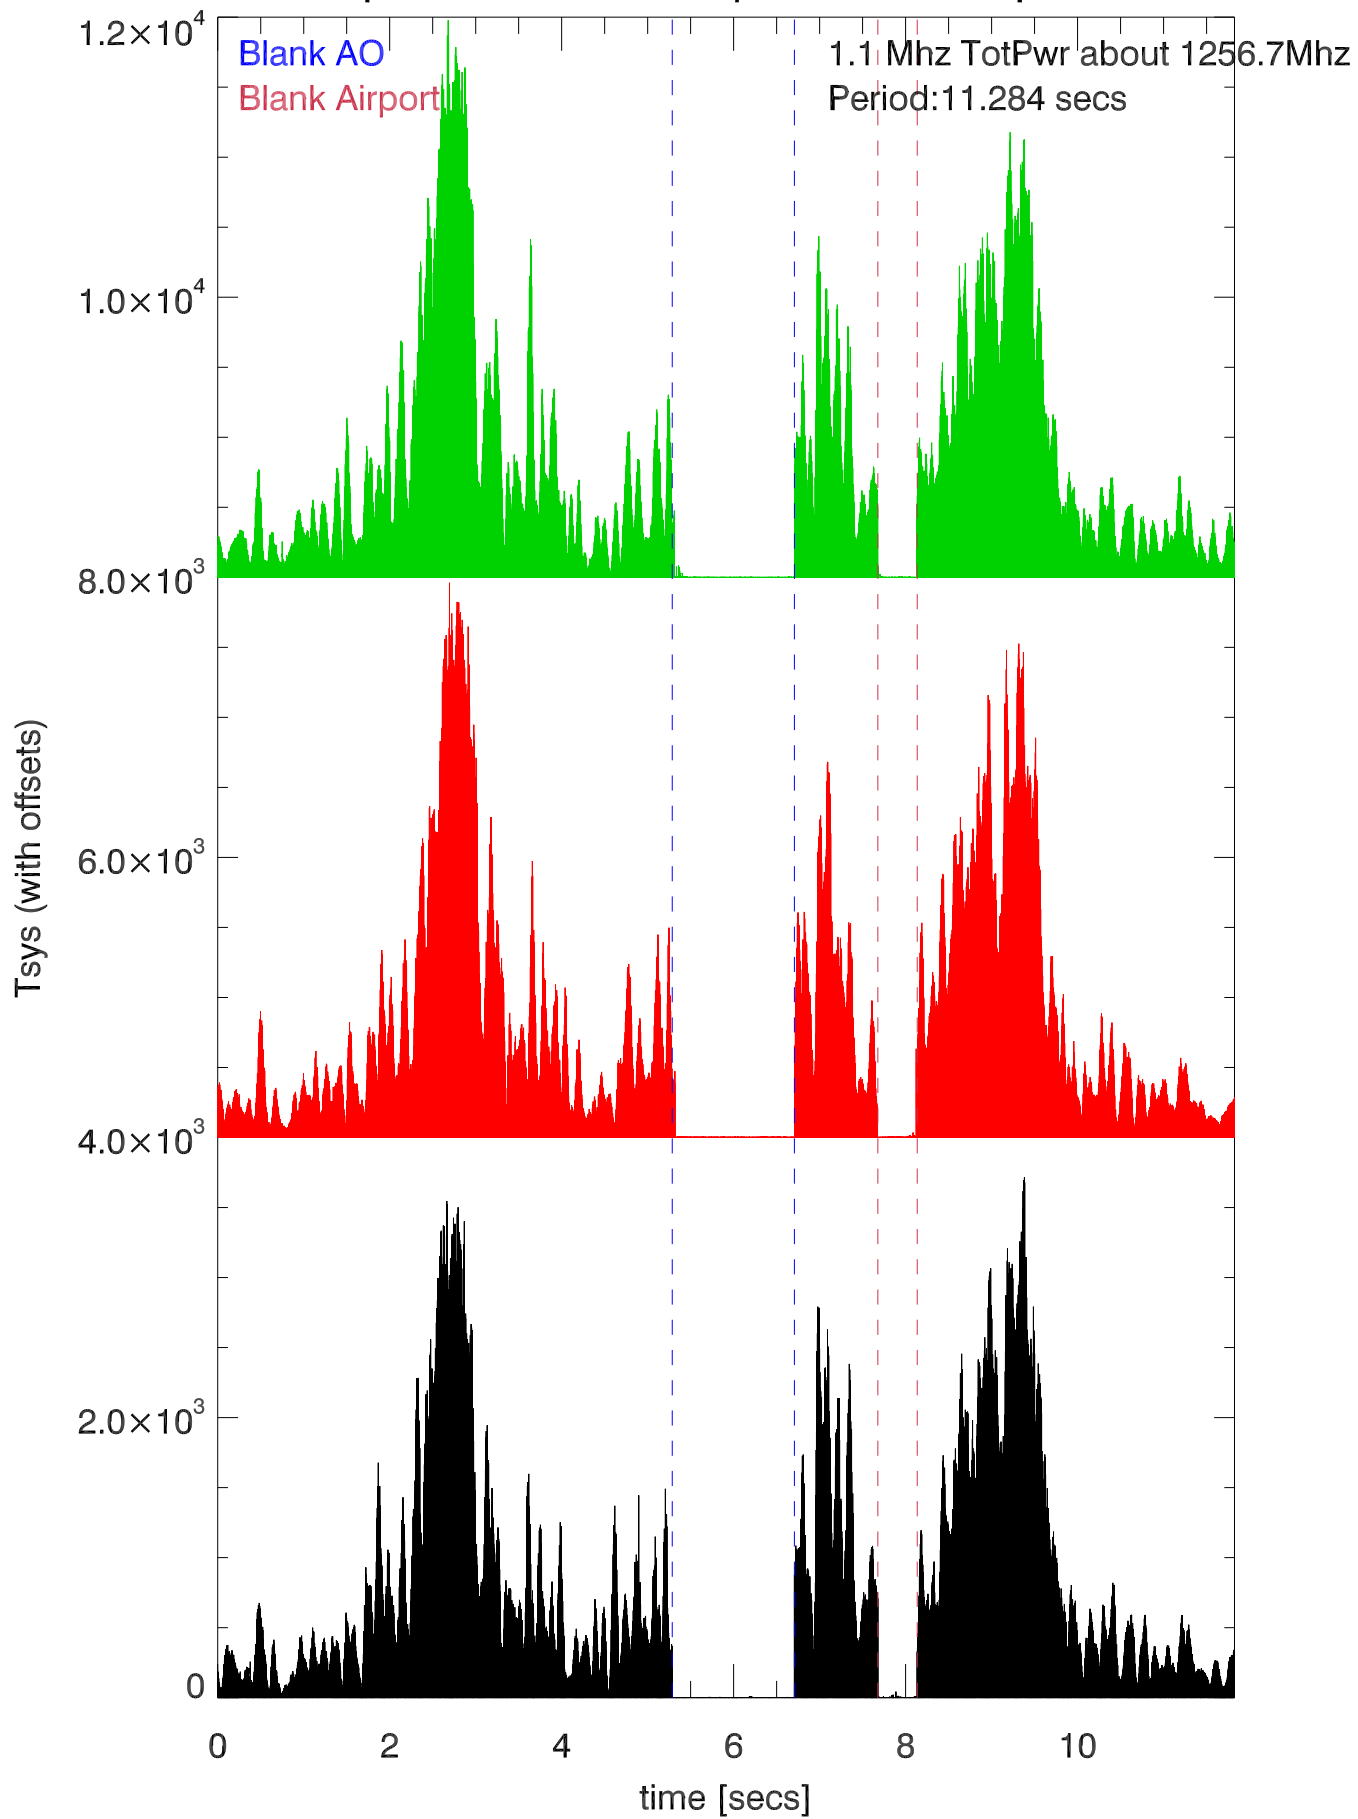 1.2×10⁴
Blank AO
1.1 Mhz TotPwr about 1256.7Mhz
Blank Airport
Period:11.284 secs
1.0×10⁴
8.0×10³
6.0×10³
4.0×10³
2.0×10³
0
Tsys (with offsets)
0 2 4 6 8 10
time [secs]